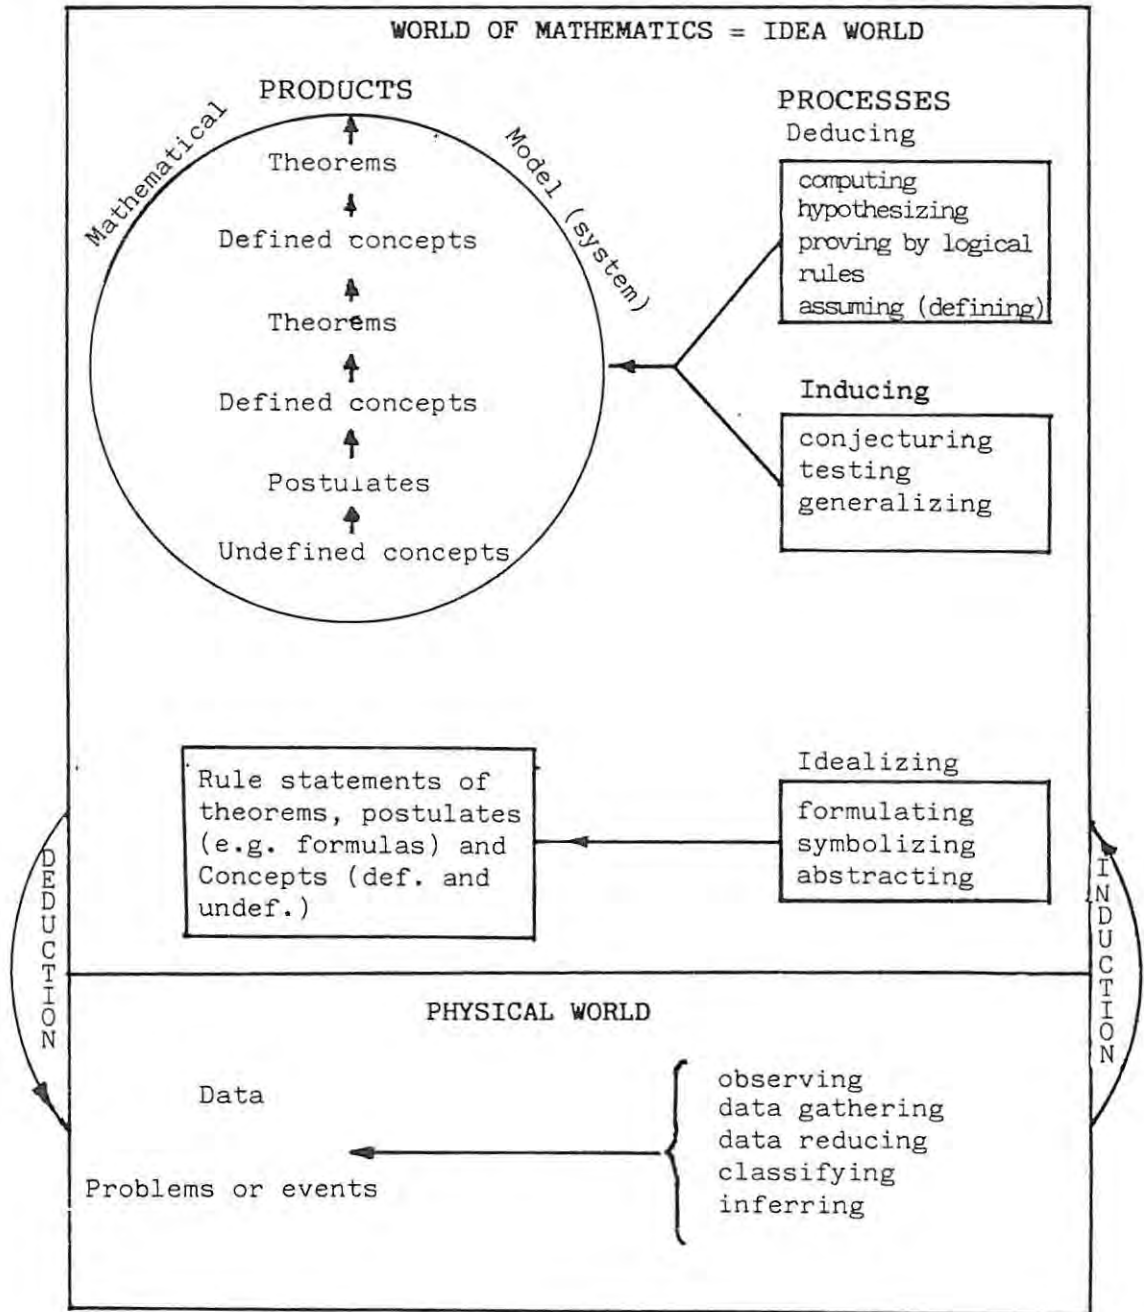 WORLD OF MATHEMATICS = IDEA WORLD
PRODUCTS
Mathematical
Model (system)
Theorems
Defined concepts
Theorems
Defined concepts
Postulates
Undefined concepts
PROCESSES
Deducing
computing
hypothesizing
proving by logical
rules
assuming (defining)
Inducing
conjecturing
testing
generalizing
Rule statements of
theorems, postulates
(e.g. formulas) and
Concepts (def. and
undef.)
Idealizing
formulating
symbolizing
abstracting
DEDUCTION
INDUCTION
PHYSICAL WORLD
Data
Problems or events
observing
data gathering
data reducing
classifying
inferring